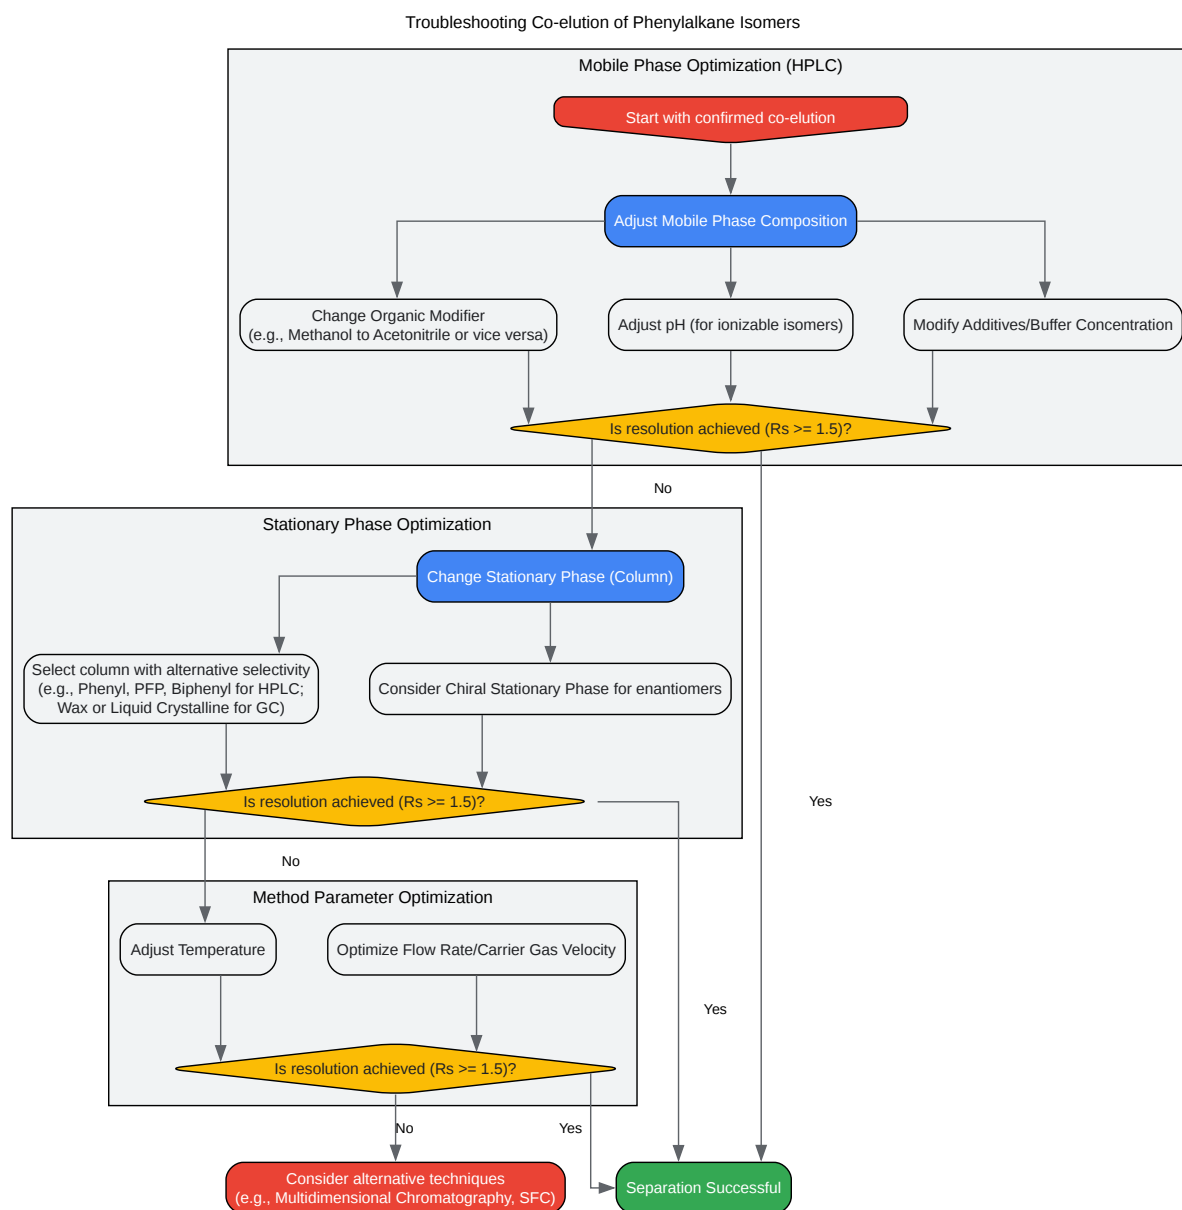 Troubleshooting Co-elution of Phenylalkane Isomers
Mobile Phase Optimization (HPLC)
Start with confirmed co-elution
Adjust Mobile Phase Composition
Change Organic Modifier
(e.g., Methanol to Acetonitrile or vice versa)
Adjust pH (for ionizable isomers)
Modify Additives/Buffer Concentration
Is resolution achieved (Rs >= 1.5)?
No
Stationary Phase Optimization
Change Stationary Phase (Column)
Select column with alternative selectivity
(e.g., Phenyl, PFP, Biphenyl for HPLC;
Wax or Liquid Crystalline for GC)
Consider Chiral Stationary Phase for enantiomers
Is resolution achieved (Rs >= 1.5)?
Yes
No
Method Parameter Optimization
Adjust Temperature
Optimize Flow Rate/Carrier Gas Velocity
Yes
Is resolution achieved (Rs >= 1.5)?
No
Yes
Consider alternative techniques
(e.g., Multidimensional Chromatography, SFC)
Separation Successful